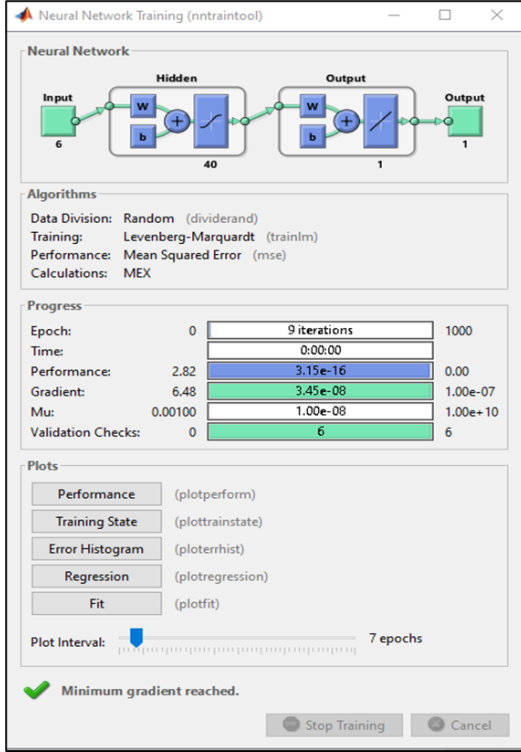 Neural Network Training (nntraintool)
Neural Network
Hidden Output
Input Output
W W
b b
6 40 1 1
Algorithms
Data Division: Random (dividerand)
Training: Levenberg-Marquardt (trainlm)
Performance: Mean Squared Error (mse)
Calculations: MEX
Progress
Epoch: 0 9 iterations 1000
Time: 0:00:00
Performance: 2.82 3.15e-16 0.00
Gradient: 6.48 3.45e-08 1.00e-07
Mu: 0.00100 1.00e-08 1.00e+10
Validation Checks: 0 6 6
Plots
Performance (plotperform)
Training State (plottrainstate)
Error Histogram (ploterrhist)
Regression (plotregression)
Fit (plotfit)
Plot Interval: 7 epochs
Minimum gradient reached.
Stop Training Cancel